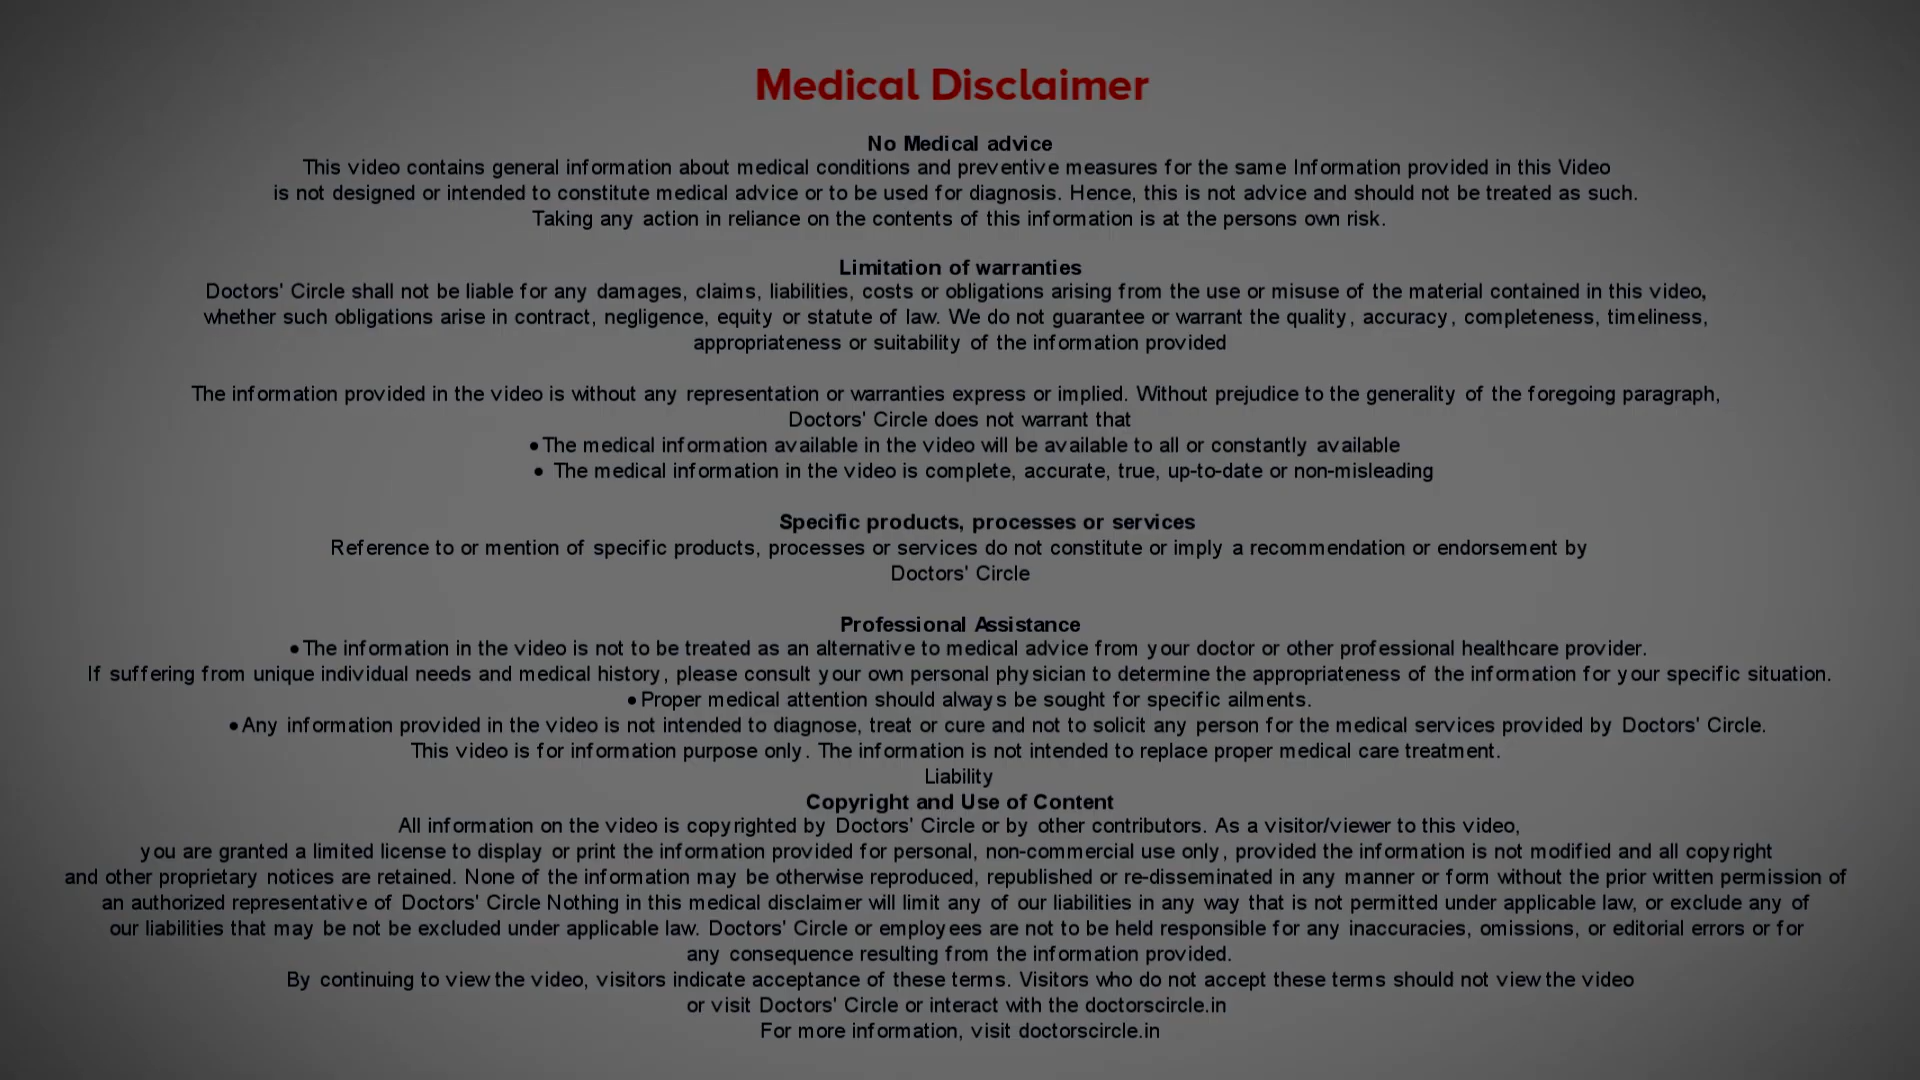 Medical Disclaimer
No Medical advice
This video contains general information about medical conditions and preventive measures for the same Information provided in this Video
is not designed or intended to constitute medical advice or to be used for diagnosis. Hence, this is not advice and should not be treated as such.
Taking any action in reliance on the contents of this information is at the persons own risk.
Limitation of warranties
Doctors' Circle shall not be liable for any damages, claims, liabilities, costs or obligations arising from the use or misuse of the material contained in this video,
whether such obligations arise in contract, negligence, equity or statute of law. We do not guarantee or warrant the quality, accuracy, completeness, timeliness,
appropriateness or suitability of the information provided
The information provided in the video is without any representation or warranties express or implied. Without prejudice to the generality of the foregoing paragraph,
Doctors' Circle does not warrant that
•The medical information available in the video will be available to all or constantly available
• The medical information in the video is complete, accurate, true, up-to-date or non-misleading
Specific products, processes or services
Reference to or mention of specific products, processes or services do not constitute or imply a recommendation or endorsement by
Doctors' Circle
Professional Assistance
•The information in the video is not to be treated as an alternative to medical advice from your doctor or other professional healthcare provider.
If suffering from unique individual needs and medical history, please consult your own personal physician to determine the appropriateness of the information for your specific situation.
•Proper medical attention should always be sought for specific ailments.
•Any information provided in the video is not intended to diagnose, treat or cure and not to solicit any person for the medical services provided by Doctors' Circle.
This video is for information purpose only. The information is not intended to replace proper medical care treatment.
Liability
Copyright and Use of Content
All information on the video is copyrighted by Doctors' Circle or by other contributors. As a visitor/viewer to this video,
you are granted a limited license to display or print the information provided for personal, non-commercial use only, provided the information is not modified and all copyright
and other proprietary notices are retained. None of the information may be otherwise reproduced, republished or re-disseminated in any manner or form without the prior written permission of
an authorized representative of Doctors' Circle Nothing in this medical disclaimer will limit any of our liabilities in any way that is not permitted under applicable law, or exclude any of
our liabilities that may be not be excluded under applicable law. Doctors' Circle or employees are not to be held responsible for any inaccuracies, omissions, or editorial errors or for
any consequence resulting from the information provided.
By continuing to view the video, visitors indicate acceptance of these terms. Visitors who do not accept these terms should not view the video
or visit Doctors' Circle or interact with the doctorscircle.in
For more information, visit doctorscircle.in